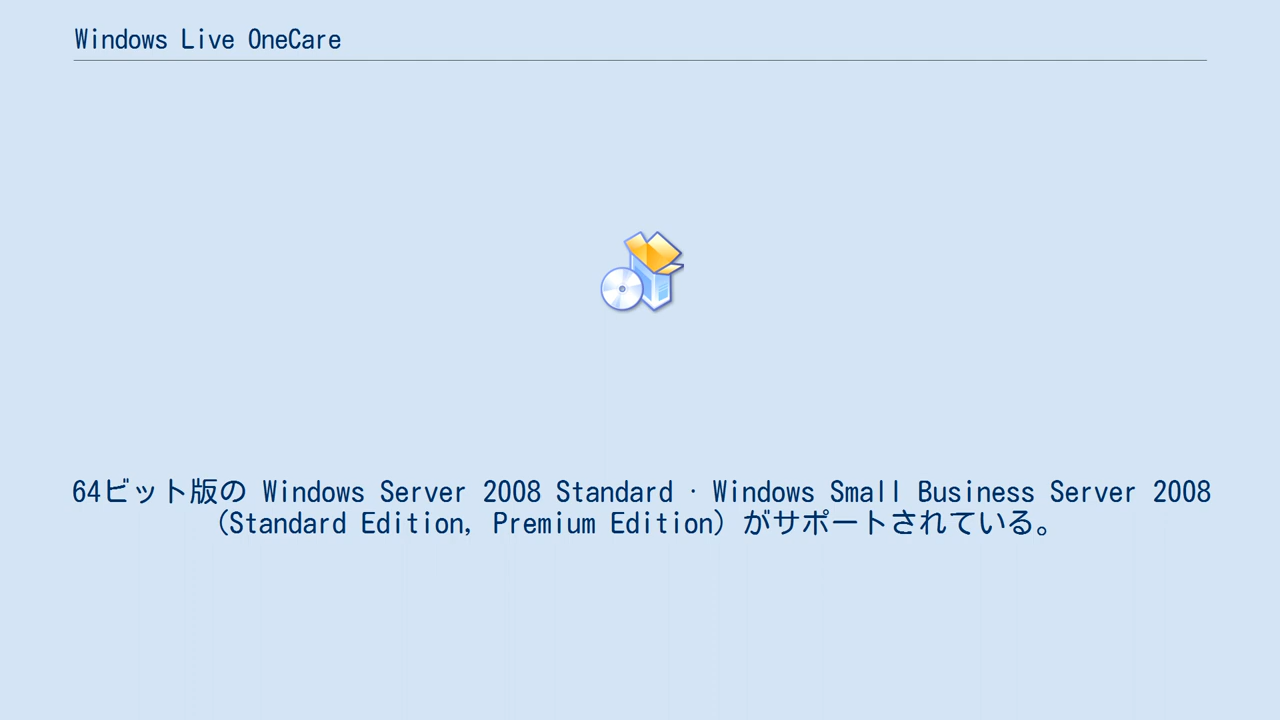 Windows Live OneCare
64ビット版の Windows Server 2008 Standard · Windows Small Business Server 2008
(Standard Edition, Premium Edition) がサポートされている。